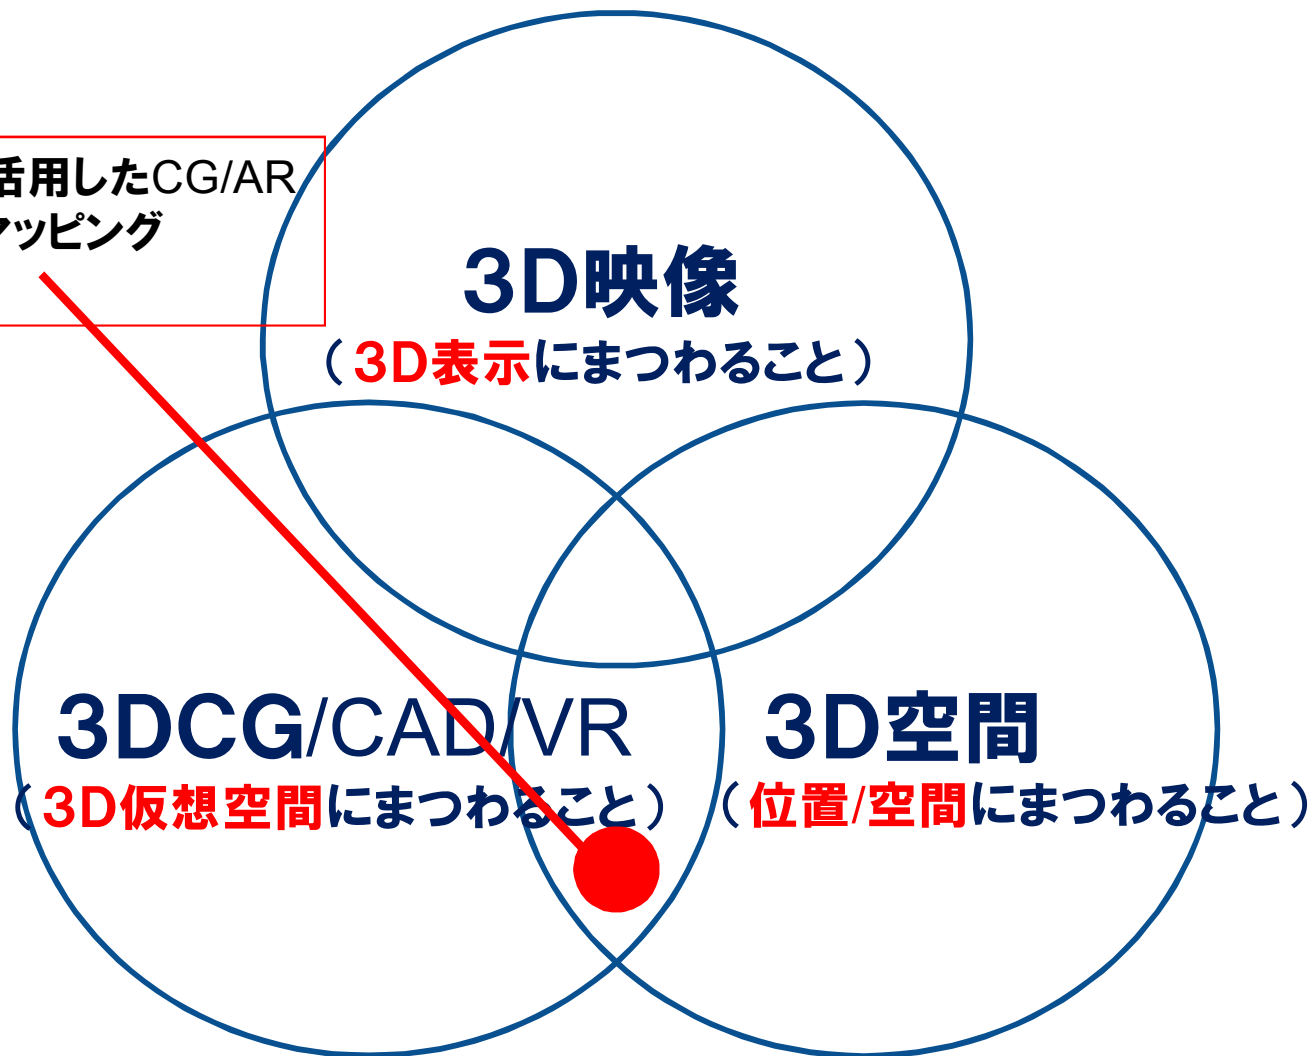 活用したCG/AR
マッピング
3D映像
（3D表示にまつわること）
3DCG/CAD/VR
（3D仮想空間にまつわること）
3D空間
（位置/空間にまつわること）